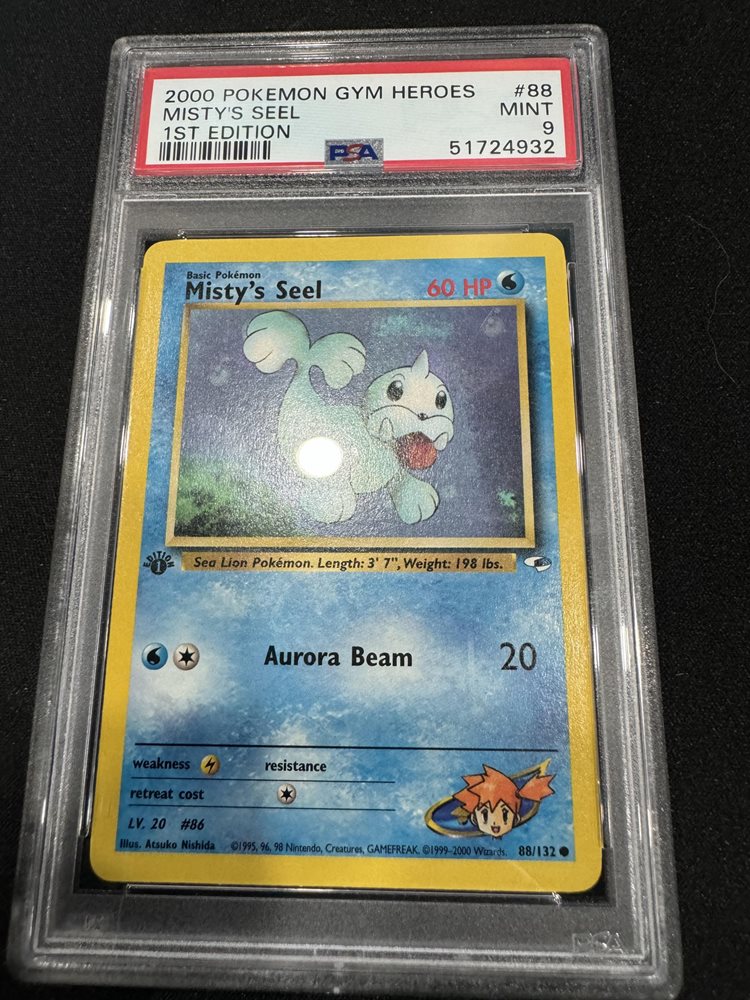 2000 POKEMON GYM HEROES #88
MISTY'S SEEL MINT
1ST EDITION 9
PSA 51724932
Basic Pokémon
Misty's Seel 60 HP
EDITION
1
Sea Lion Pokémon. Length: 3' 7", Weight: 198 lbs.
Aurora Beam 20
weakness resistance
retreat cost
LV. 20 #86
Illus. Atsuko Nishida ©1995, 96, 98 Nintendo, Creatures, GAMEFREAK. ©1999-2000 Wizards. 88/132
PSA